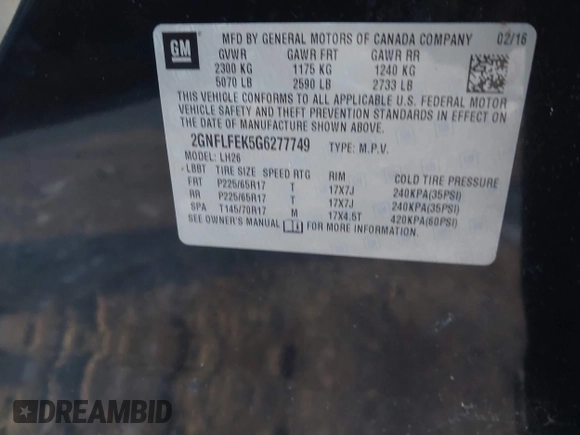 GM
MFD BY GENERAL MOTORS OF CANADA COMPANY 02/16
GVWR GAWR FRT GAWR RR
2300 KG 1175 KG 1240 KG
5070 LB 2590 LB 2733 LB
THIS VEHICLE CONFORMS TO ALL APPLICABLE U.S. FEDERAL MOTOR
VEHICLE SAFETY AND THEFT PREVENTION STANDARDS IN EFFECT ON
THE DATE OF MANUFACTURE SHOWN ABOVE.
2GNFLFEK5G6277749 TYPE: M.P.V.
MODEL: LH26
LBBT SIZE SPEED RTG RIM COLD TIRE PRESSURE
FRT P225/65R17 T 17X7J 240KPA(35PSI)
RR P225/65R17 T 17X7J 240KPA(35PSI)
SPA T145/70R17 M 17X4.5T 420KPA(60PSI)
SEE OWNER'S MANUAL FOR MORE INFORMATION.
DREAMBID